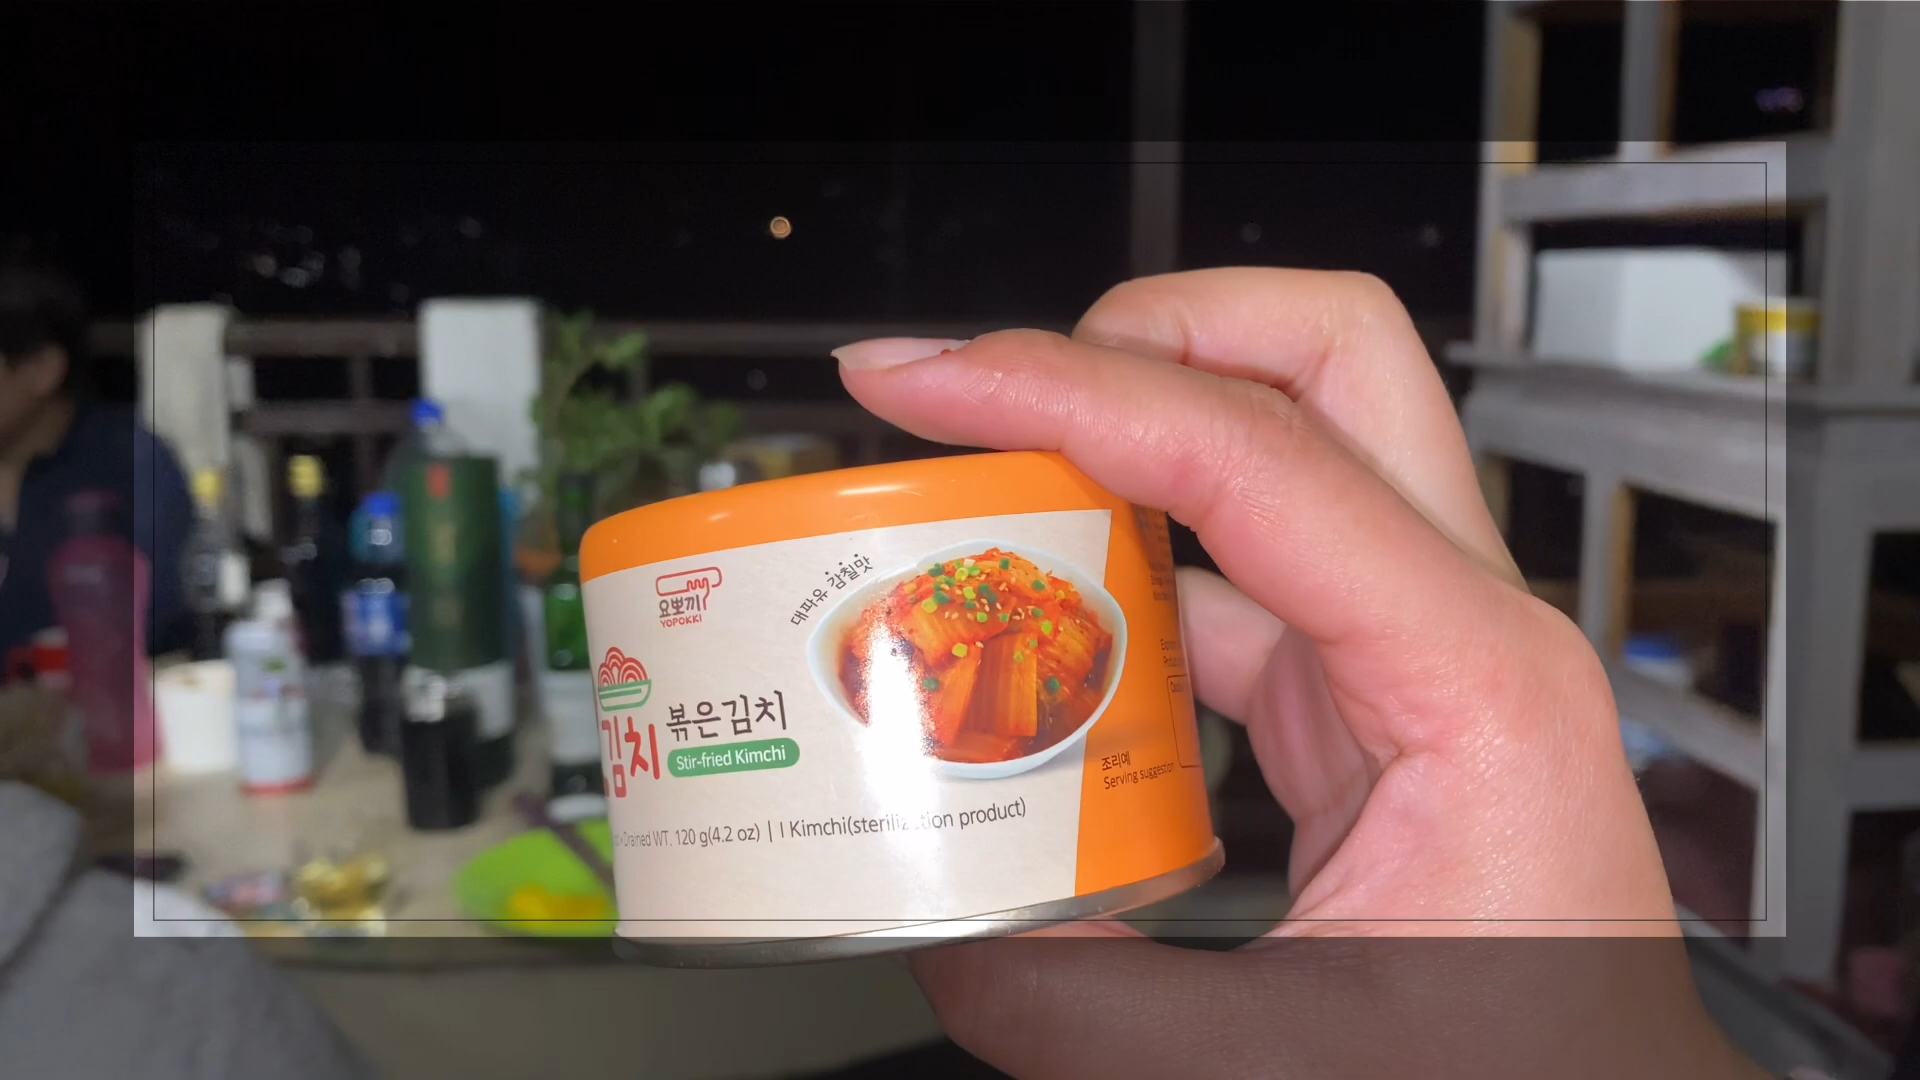 요뽀끼
YOPOKKI
대파유 감칠맛
김치
볶은김치
Stir-fried Kimchi
Drained WT. 120 g(4.2 oz) | Kimchi(sterilization product)
조리예
Serving suggestion